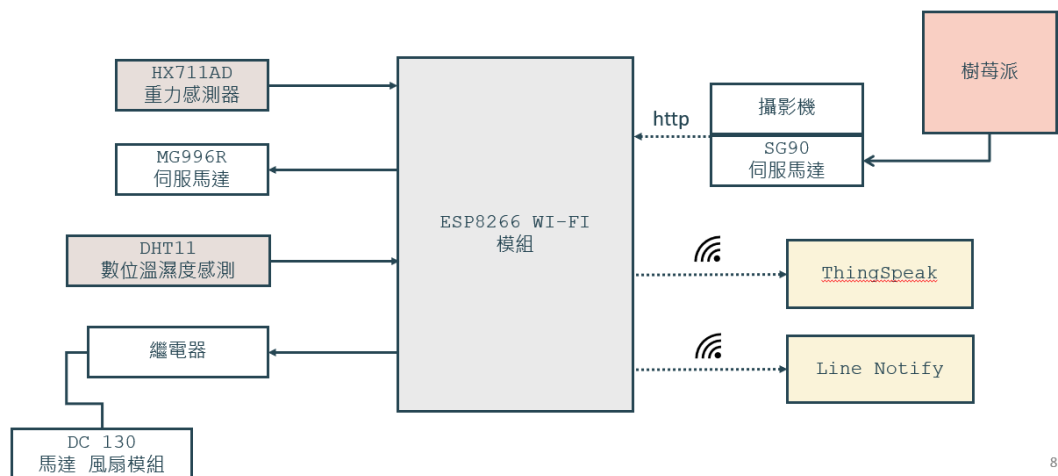 HX711AD
重力感測器
MG996R
伺服馬達
DHT11
數位溫濕度感測
繼電器
DC 130
馬達 風扇模組
ESP8266 WI-FI
模組
http
攝影機
SG90
伺服馬達
樹苺派
ThingSpeak
Line Notify
8